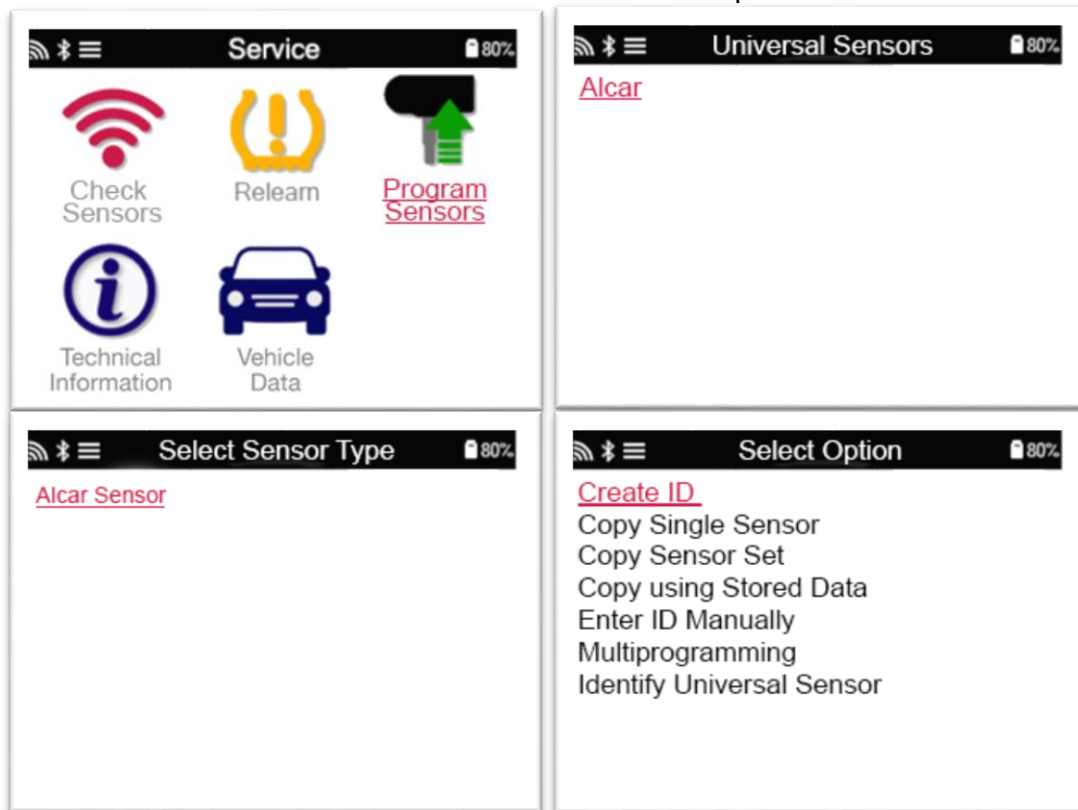 Service
80%
Check
Sensors
Relearn
Program
Sensors
Technical
Information
Vehicle
Data
Universal Sensors
80%
Alcar
Select Sensor Type
80%
Alcar Sensor
Select Option
80%
Create ID
Copy Single Sensor
Copy Sensor Set
Copy using Stored Data
Enter ID Manually
Multiprogramming
Identify Universal Sensor